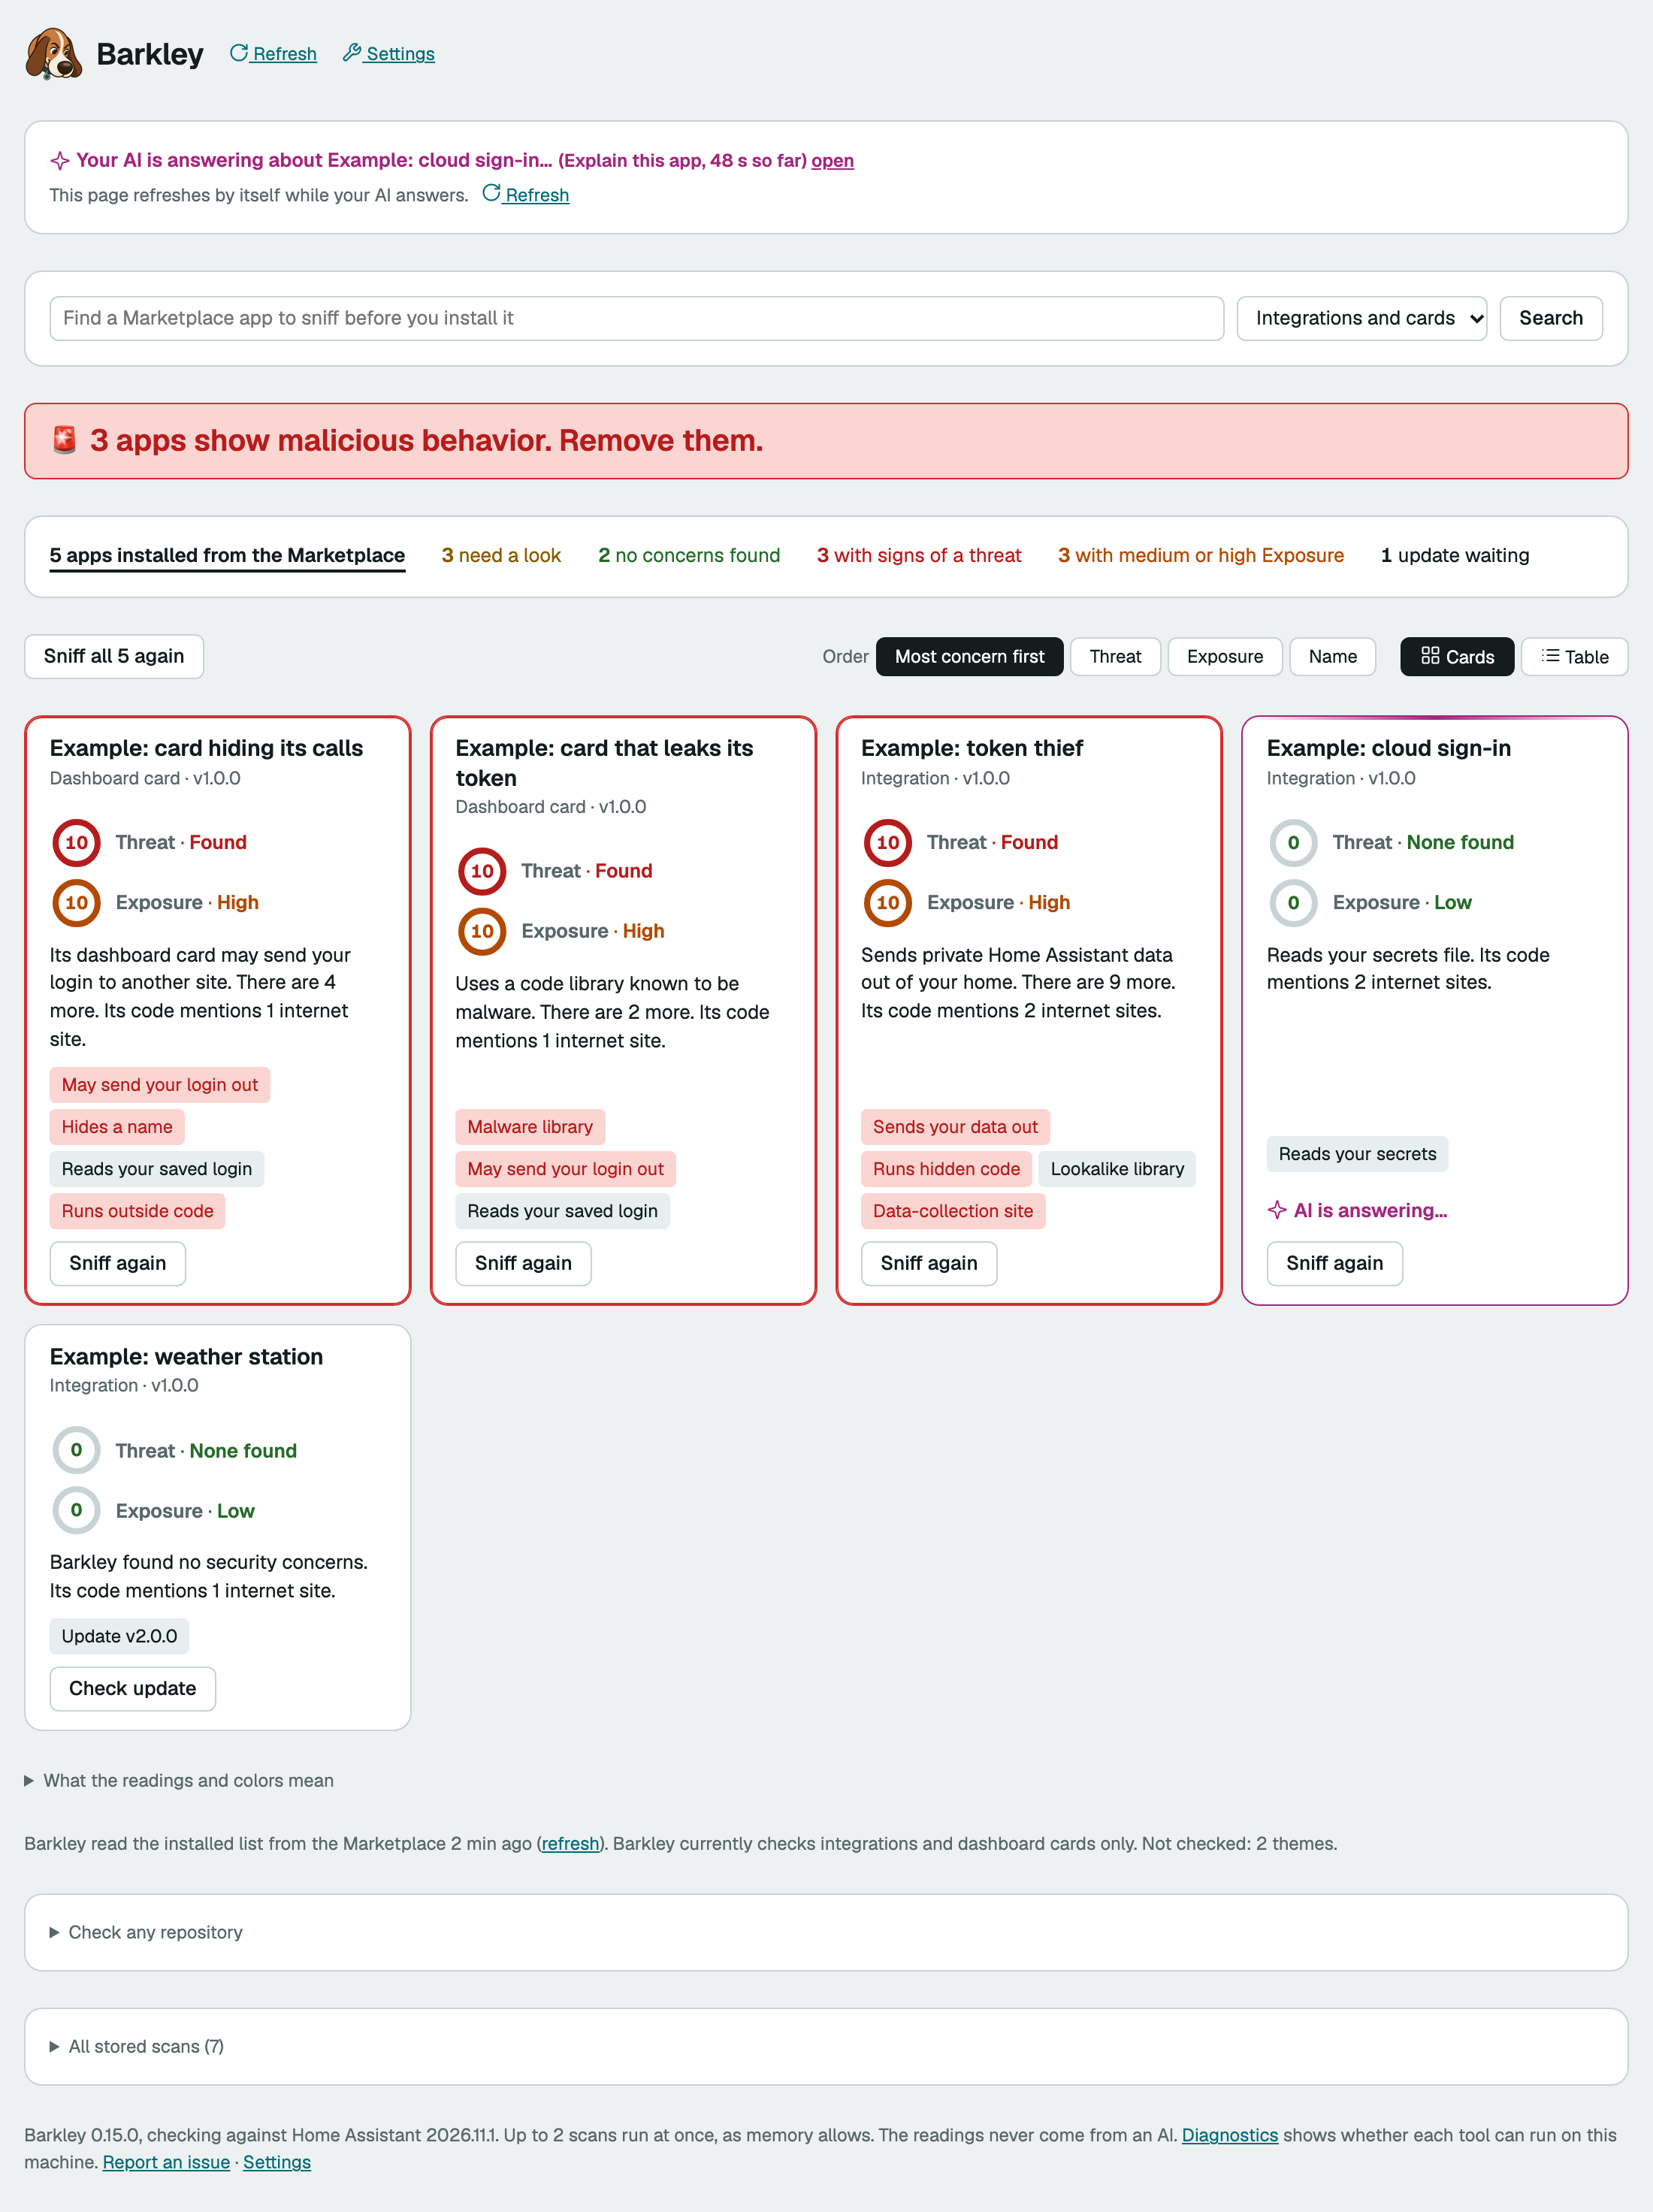 Barkley Refresh Settings
Your AI is answering about Example: cloud sign-in... (Explain this app, 48 s so far) open
This page refreshes by itself while your AI answers. Refresh
Find a Marketplace app to sniff before you install it
Integrations and cards
Search
3 apps show malicious behavior. Remove them.
5 apps installed from the Marketplace 3 need a look 2 no concerns found 3 with signs of a threat 3 with medium or high Exposure 1 update waiting
Sniff all 5 again
Order Most concern first Threat Exposure Name Cards Table
Example: card hiding its calls
Dashboard card · v1.0.0
10 Threat · Found
10 Exposure · High
Its dashboard card may send your
login to another site. There are 4
more. Its code mentions 1 internet
site.
May send your login out
Hides a name
Reads your saved login
Runs outside code
Sniff again
Example: card that leaks its
token
Dashboard card · v1.0.0
10 Threat · Found
10 Exposure · High
Uses a code library known to be
malware. There are 2 more. Its code
mentions 1 internet site.
Malware library
May send your login out
Reads your saved login
Sniff again
Example: token thief
Integration · v1.0.0
10 Threat · Found
10 Exposure · High
Sends private Home Assistant data
out of your home. There are 9 more.
Its code mentions 2 internet sites.
Sends your data out
Runs hidden code Lookalike library
Data-collection site
Sniff again
Example: cloud sign-in
Integration · v1.0.0
0 Threat · None found
0 Exposure · Low
Reads your secrets file. Its code
mentions 2 internet sites.
Reads your secrets
AI is answering...
Sniff again
Example: weather station
Integration · v1.0.0
0 Threat · None found
0 Exposure · Low
Barkley found no security concerns.
Its code mentions 1 internet site.
Update v2.0.0
Check update
What the readings and colors mean
Barkley read the installed list from the Marketplace 2 min ago (refresh). Barkley currently checks integrations and dashboard cards only. Not checked: 2 themes.
Check any repository
All stored scans (7)
Barkley 0.15.0, checking against Home Assistant 2026.11.1. Up to 2 scans run at once, as memory allows. The readings never come from an AI. Diagnostics shows whether each tool can run on this
machine. Report an issue · Settings